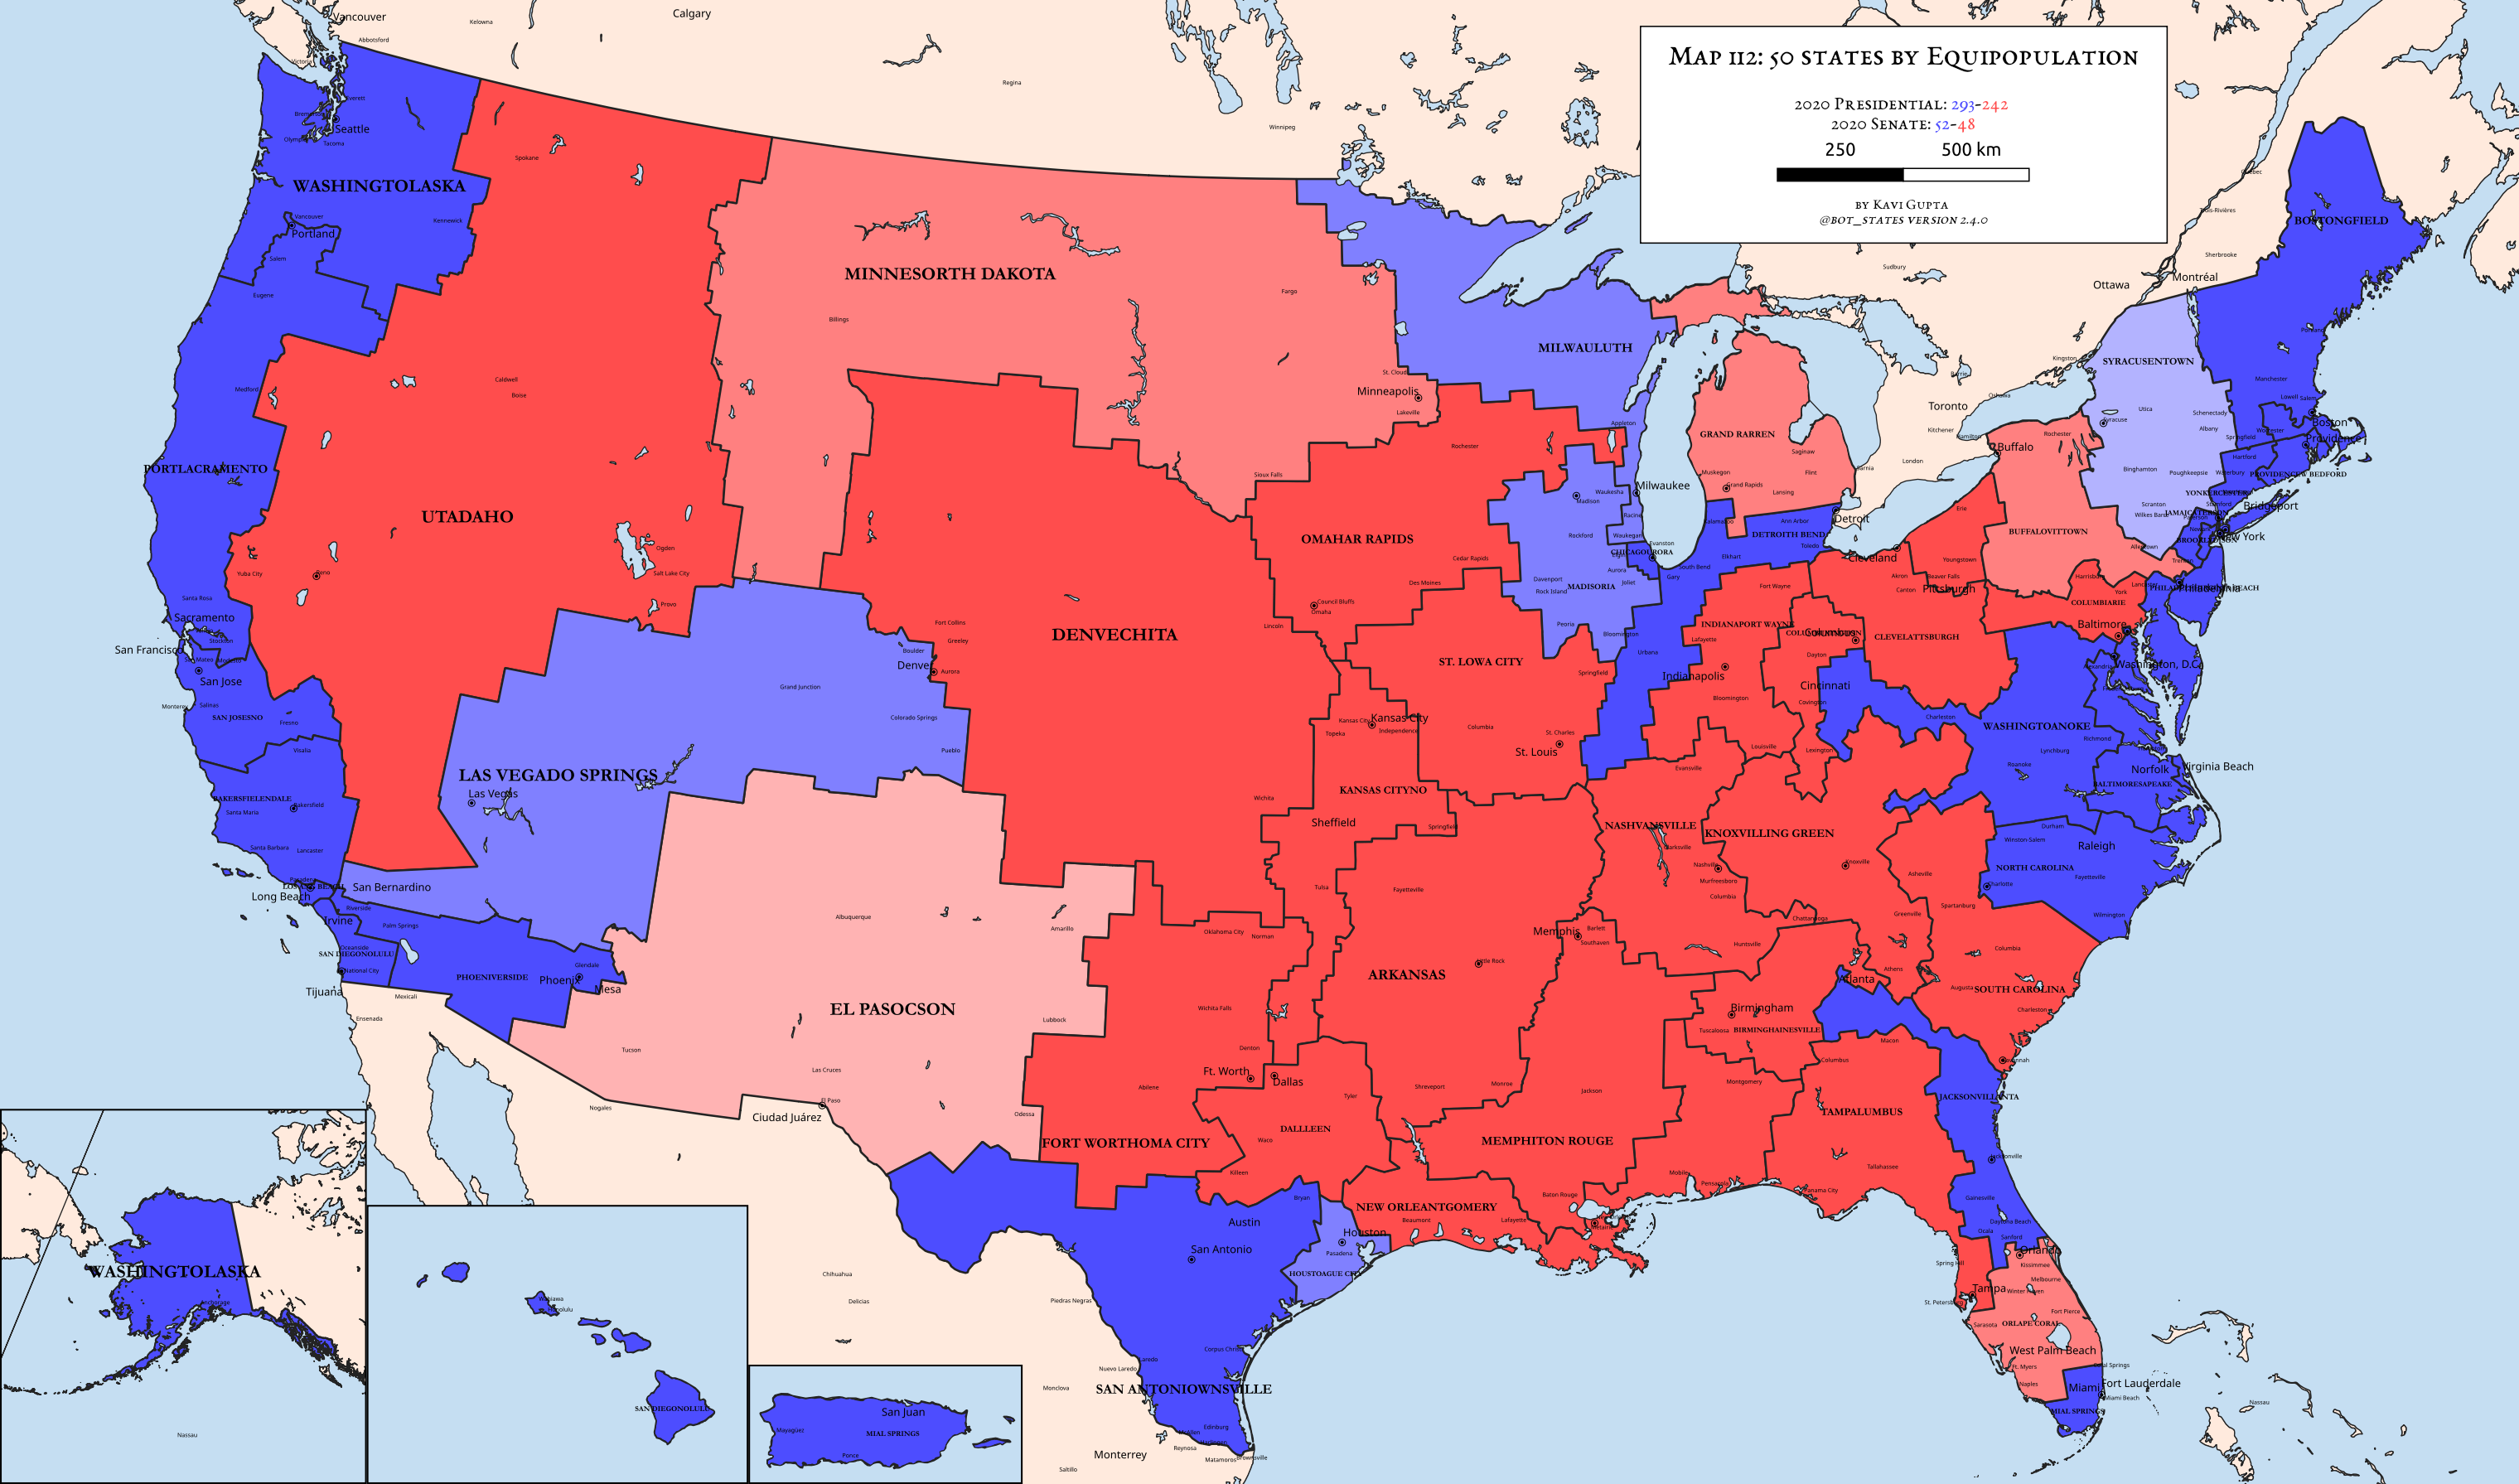 Map 112: 50 states by Equipopulation
2020 Presidential: 293-242
2020 Senate: 52-48
250 500 km
by Kavi Gupta
@bot_states version 2.4.0
Vancouver
Kelowna
Calgary
Abbotsford
Victoria
Regina
Winnipeg
Everett
Seattle
Tacoma
Spokane
WASHINGTOLASKA
Vancouver
Kennewick
Portland
Salem
Eugene
Medford
Caldwell
Boise
PORTLACRAMENTO
UTADAHO
Ogden
Salt Lake City
Provo
Yuba City
Reno
Santa Rosa
Sacramento
Stockton
San Francisco
San Mateo
Modesto
San Jose
Monterey
Salinas
SAN JOSESNO
Fresno
Visalia
BAKERSFIELENDALE
Bakersfield
Santa Maria
Santa Barbara
Lancaster
Pasadena
Long Beach
San Bernardino
Riverside
Irvine
Palm Springs
Oceanside
SAN DIEGONOLULU
National City
Tijuana
Mexicali
Ensenada
PHOENIVERSIDE
Phoenix
Glendale
Mesa
LAS VEGADO SPRINGS
Las Vegas
Grand Junction
Colorado Springs
Pueblo
Boulder
Denver
Aurora
Fort Collins
Greeley
MINNESORTH DAKOTA
Billings
Fargo
St. Cloud
Minneapolis
Lakeville
DENVECHITA
Lincoln
Wichita
Sioux Falls
Rochester
OMAHAR RAPIDS
Cedar Rapids
Des Moines
Council Bluffs
Omaha
ST. LOWA CITY
Columbia
Springfield
St. Charles
St. Louis
Kansas City
Kansas City
Topeka
Independence
KANSAS CITYNO
Sheffield
Springfield
Tulsa
Fayetteville
EL PASOCSON
Albuquerque
Amarillo
Lubbock
Tucson
Nogales
Las Cruces
El Paso
Ciudad Juárez
Odessa
Oklahoma City
Norman
Wichita Falls
Denton
Ft. Worth
Dallas
Abilene
FORT WORTHOMA CITY
Tyler
DALLLEEN
Waco
Killeen
Bryan
Austin
San Antonio
Houston
Pasadena
HOUSTOAGUE CITY
Corpus Christi
Laredo
Nuevo Laredo
SAN ANTONIOWNSVILLE
Edinburg
McAllen
Harlingen
Reynosa
Matamoros
Brownsville
Monterrey
Saltillo
Monclova
Piedras Negras
Chihuahua
Delicias
ARKANSAS
Little Rock
Shreveport
Monroe
Memphis
Barlett
Southaven
Jackson
MEMPHITON ROUGE
NEW ORLEANTGOMERY
Beaumont
Lafayette
Baton Rouge
Metairie
Mobile
Pensacola
MILWAULUTH
Appleton
Milwaukee
Waukesha
Racine
Waukegan
Madison
Rockford
CHICAGOURORA
Evanston
Elgin
Aurora
Joliet
Gary
MADISORIA
Davenport
Rock Island
Peoria
Bloomington
Urbana
GRAND RARREN
Saginaw
Muskegon
Grand Rapids
Flint
Lansing
Sarnia
Kalamazoo
Ann Arbor
Detroit
DETROITH BEND
Toledo
Elkhart
South Bend
Fort Wayne
INDIANAPORT WAYNE
Lafayette
Indianapolis
Bloomington
Columbus
Dayton
Cincinnati
Covington
Louisville
Lexington
Evansville
NASHVANSVILLE
Clarksville
Nashville
Murfreesboro
Columbia
KNOXVILLING GREEN
Knoxville
Chattanooga
Huntsville
Birmingham
Tuscaloosa
BIRMINGHAINESVILLE
Montgomery
Columbus
Macon
Atlanta
Athens
Augusta
TAMPALUMBUS
Tallahassee
Panama City
JACKSONVILLANTA
Jacksonville
Gainesville
Daytona Beach
Ocala
Sanford
Orlando
Kissimmee
Melbourne
Spring Hill
Tampa
Winter Haven
St. Petersburg
Fort Pierce
Sarasota
ORLAPE CORAL
West Palm Beach
Ft. Myers
Naples
Coral Springs
Fort Lauderdale
Miami
Miami Beach
MIAL SPRINGS
Nassau
Savannah
Charleston
SOUTH CAROLINA
Columbia
Greenville
Spartanburg
Asheville
Charlotte
NORTH CAROLINA
Winston-Salem
Durham
Raleigh
Fayetteville
Wilmington
WASHINGTOANOKE
Charleston
Roanoke
Lynchburg
Richmond
Norfolk
Virginia Beach
BALTIMORESAPEAKE
Alexandria
Washington, D.C.
Baltimore
COLUMBIARIE
York
Lancaster
Harrisburg
CLEVELATTSBURGH
Cleveland
Akron
Canton
Youngstown
Beaver Falls
Pittsburgh
Erie
BUFFALOVITTOWN
Buffalo
Rochester
SYRACUSENTOWN
Syracuse
Utica
Schenectady
Albany
Binghamton
Poughkeepsie
Scranton
Wilkes Barre
Allentown
Trenton
Philadelphia
New York
JAMAICATERSON
Stamford
Bridgeport
Waterbury
Hartford
Springfield
Worcester
PROVIDENCEW BEDFORD
Providence
Boston
Lowell
Salem
Manchester
Portland
BOSTONGFIELD
Sudbury
Ottawa
Montréal
Sherbrooke
Trois-Rivières
Québec
Kingston
Oshawa
Barrie
Toronto
Kitchener
Hamilton
London
WASHINGTOLASKA
Anchorage
Nassau
Wahiawa
Honolulu
SAN DIEGONOLULU
San Juan
Mayagüez
MIAL SPRINGS
Ponce